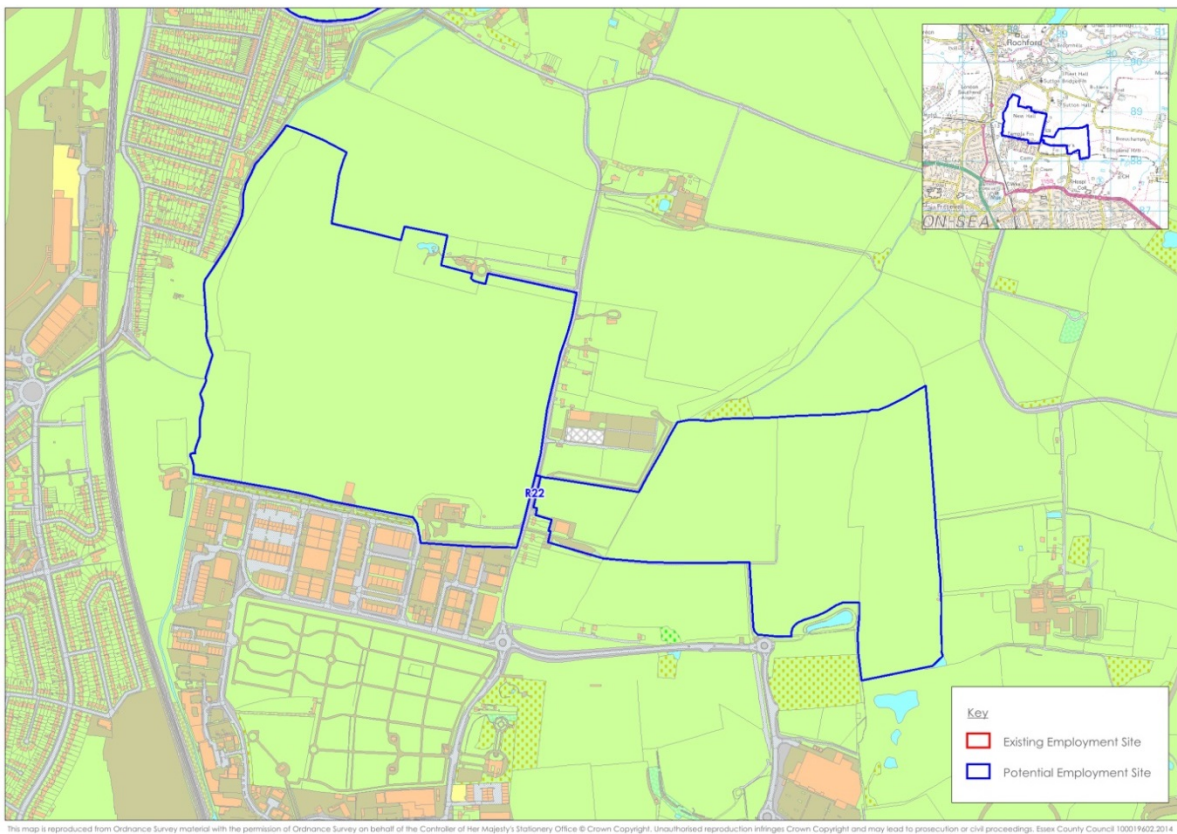 Rochford
ON-SEA
R22
Key
Existing Employment Site
Potential Employment Site
This map is reproduced from Ordnance Survey material with the permission of Ordnance Survey on behalf of the Controller of Her Majesty's Stationery Office © Crown Copyright. Unauthorised reproduction infringes Crown Copyright and may lead to prosecution or civil proceedings. Essex County Council 100019602.2014